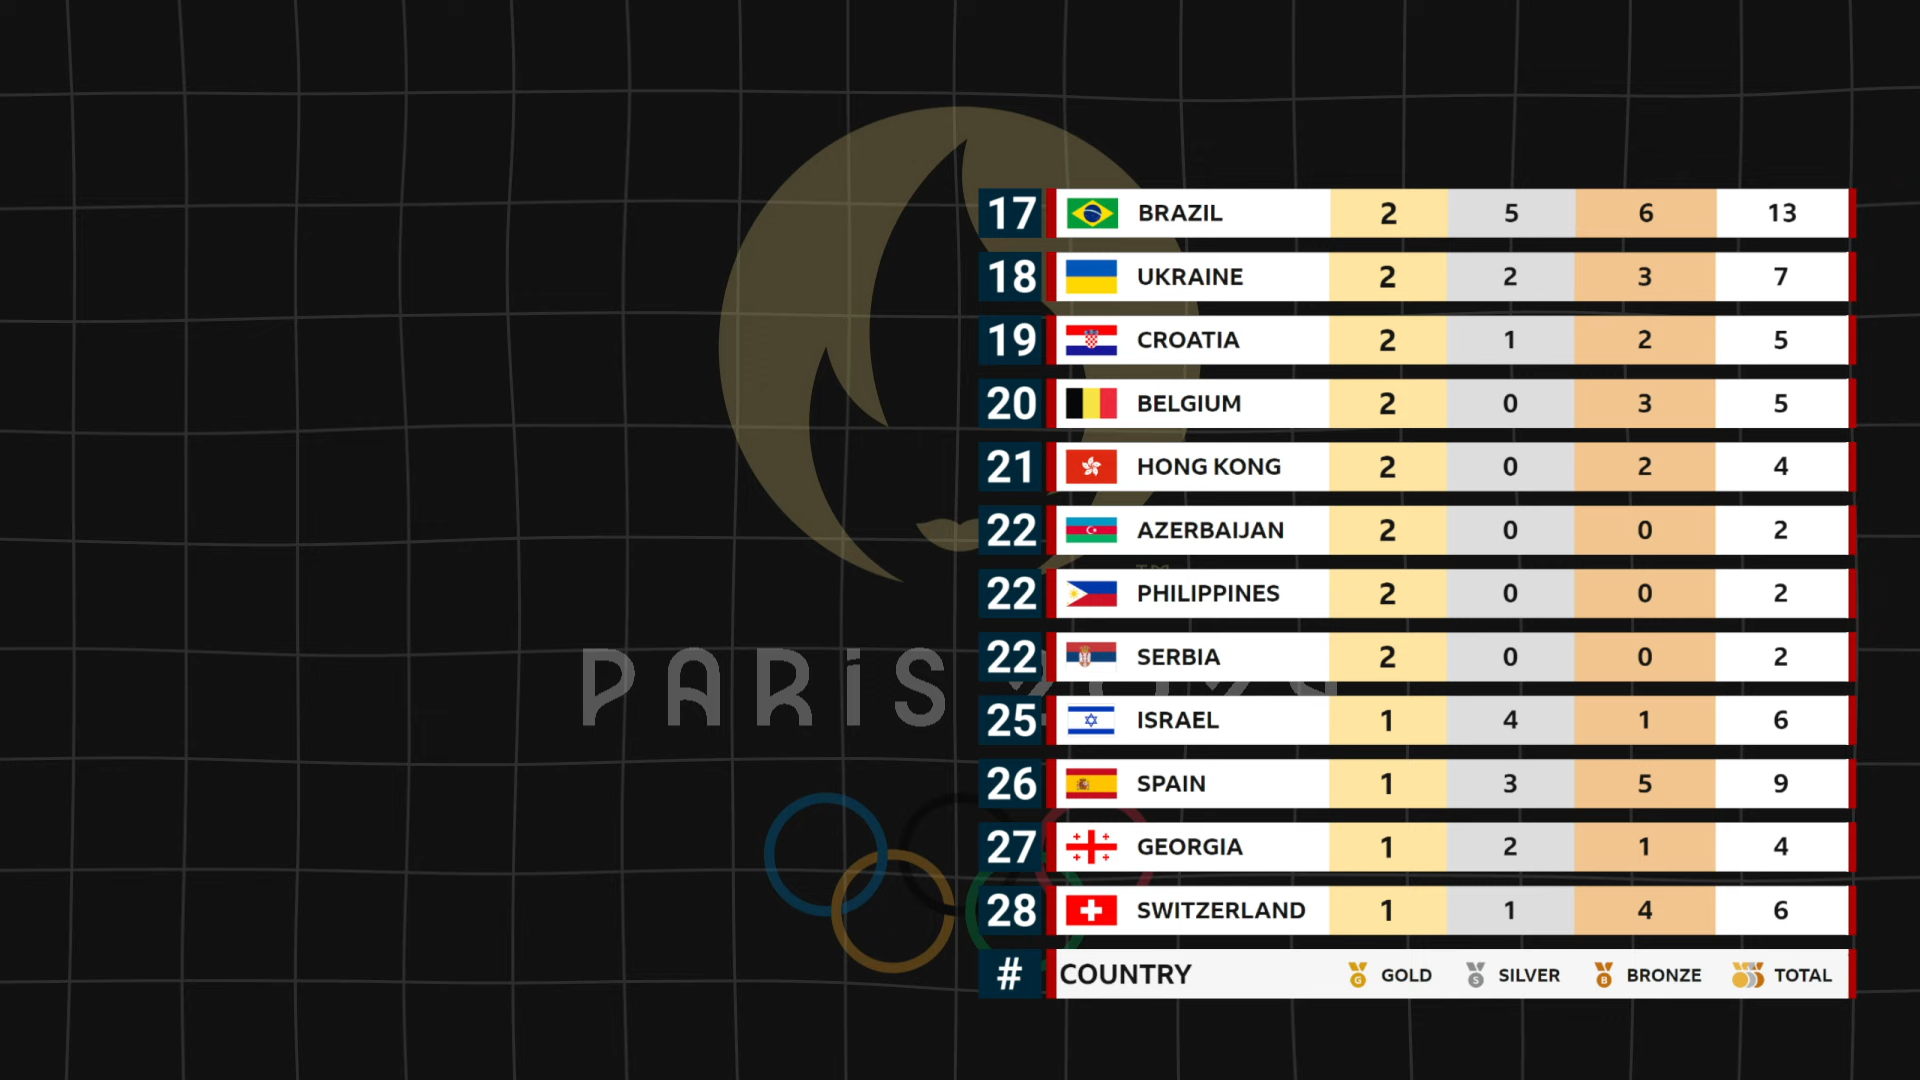 17 BRAZIL 2 5 6 13
18 UKRAINE 2 2 3 7
19 CROATIA 2 1 2 5
20 BELGIUM 2 0 3 5
21 HONG KONG 2 0 2 4
22 AZERBAIJAN 2 0 0 2
22 PHILIPPINES 2 0 0 2
22 SERBIA 2 0 0 2
PARiS
25 ISRAEL 1 4 1 6
26 SPAIN 1 3 5 9
27 GEORGIA 1 2 1 4
28 SWITZERLAND 1 1 4 6
# COUNTRY GOLD SILVER BRONZE TOTAL